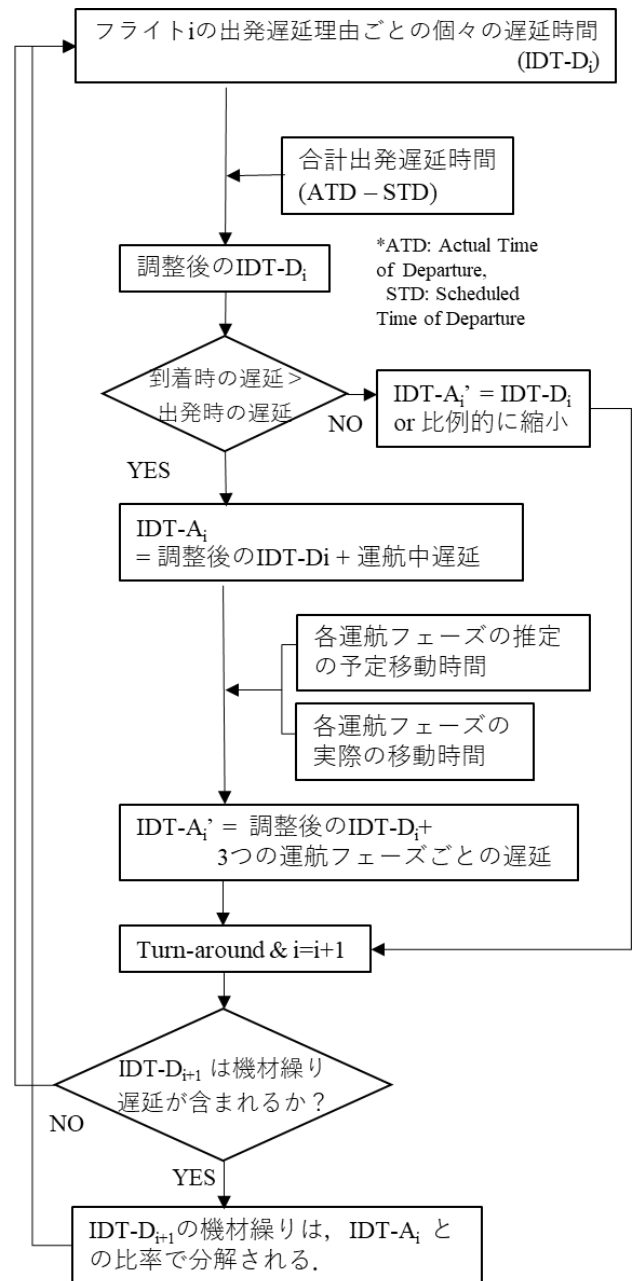 フライトiの出発遅延理由ごとの個々の遅延時間
(IDT-Di)
合計出発遅延時間
(ATD – STD)
*ATD: Actual Time
of Departure,
STD: Scheduled
Time of Departure
調整後のIDT-Di
到着時の遅延 >
出発時の遅延
NO
IDT-Ai’ = IDT-Di
or 比例的に縮小
YES
IDT-Ai
= 調整後のIDT-Di + 運航中遅延
各運航フェーズの推定
の予定移動時間
各運航フェーズの
実際の移動時間
IDT-Ai’ = 調整後のIDT-Di+
3つの運航フェーズごとの遅延
Turn-around & i=i+1
IDT-Di+1 は機材繰り
遅延が含まれるか？
NO
YES
IDT-Di+1の機材繰りは，IDT-Ai と
の比率で分解される．